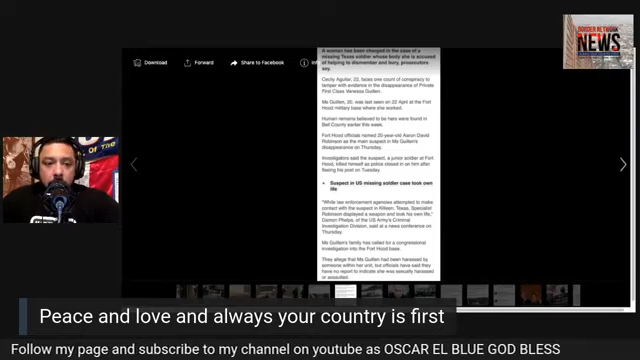 BORDER NETWORK
NEWS
Download
Forward
Share to Facebook
A woman has been charged in the case of a
missing Texas soldier whose body she is accused
of helping to dismember and bury, prosecutors
say.
Cecily Aguilar, 22, faces one count of conspiracy to
tamper with evidence in the disappearance of Private
First Class Vanessa Guillen.
Ms Guillen, 20, was last seen on 22 April at the Fort
Hood military base where she worked.
Human remains believed to be hers were found in
Bell County earlier this week.
Fort Hood officials named 20-year-old Aaron David
Robinson as the main suspect in Ms Guillen's
disappearance on Thursday.
Investigators said the suspect, a junior soldier at Fort
Hood, killed himself as police closed in on him after
fleeing his post on Tuesday.
• Suspect in US missing soldier case took own
life
"While law enforcement agencies attempted to make
contact with the suspect in Killeen, Texas, Specialist
Robinson displayed a weapon and took his own life,"
Damon Phelps, of the US Army's Criminal
Investigation Division, said at a news conference on
Thursday.
Ms Guillen's family has called for a congressional
investigation into the Fort Hood base.
They allege that Ms Guillen had been harassed by
someone within her unit, but officials have said they
have no report to indicate she was sexually harassed
or assaulted.
Peace and love and always your country is first
Follow my page and subscribe to my channel on youtube as OSCAR EL BLUE GOD BLESS